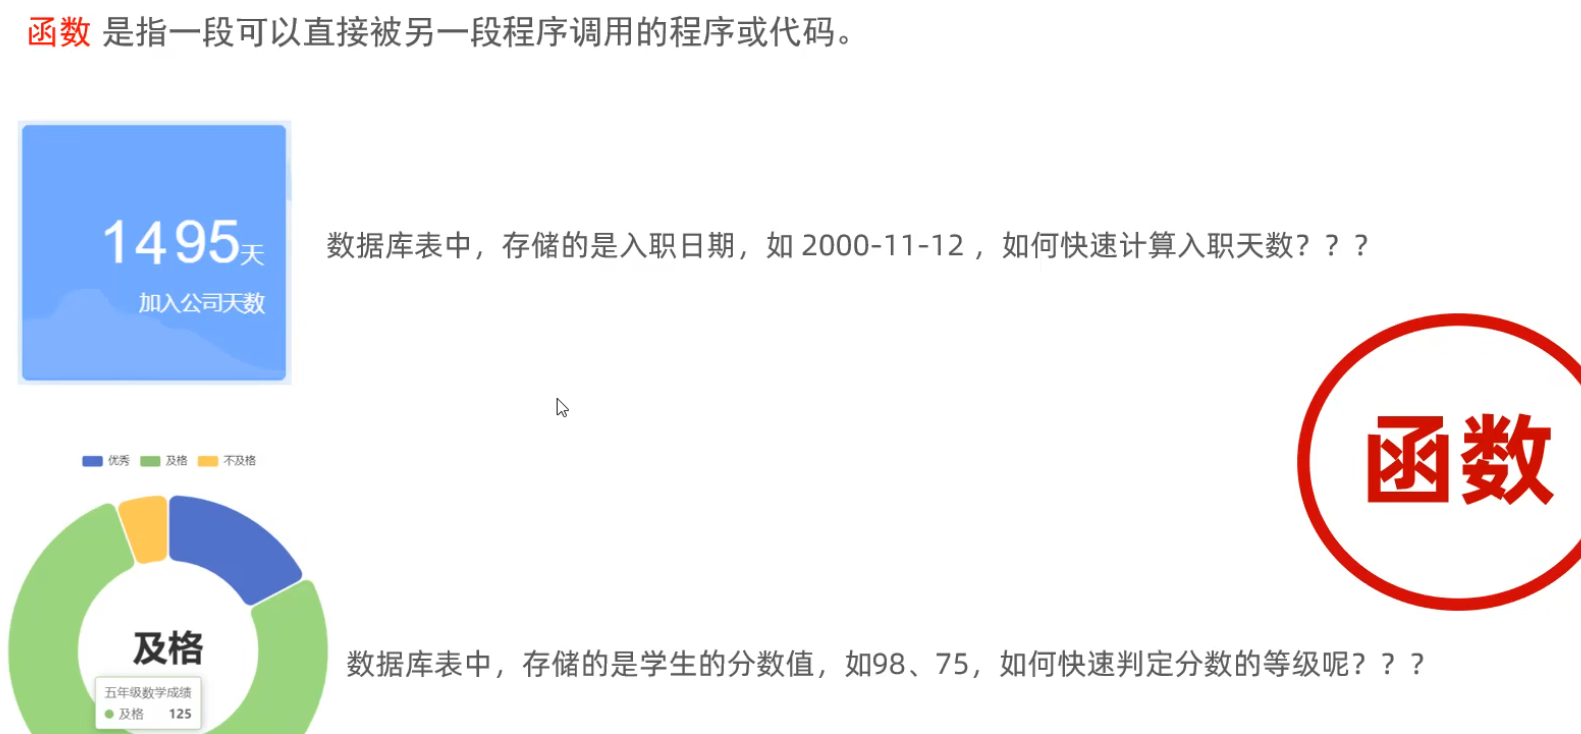 函数 是指一段可以直接被另一段程序调用的程序或代码。
1495天
加入公司天数
数据库表中，存储的是入职日期，如 2000-11-12 ，如何快速计算入职天数？？？
函数
优秀 及格 不及格
及格
五年级数学成绩
及格 125
数据库表中，存储的是学生的分数值，如98、75，如何快速判定分数的等级呢？？？